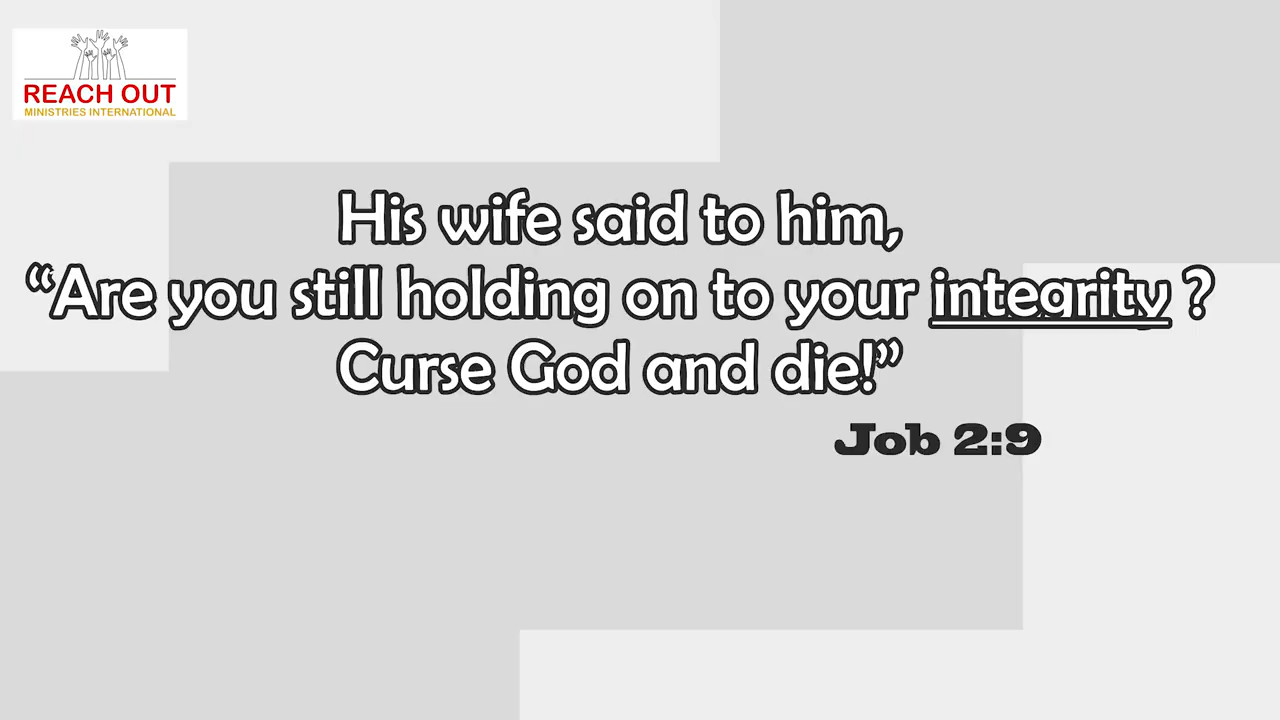 REACH OUT
MINISTRIES INTERNATIONAL
His wife said to him,
“Are you still holding on to your integrity ?
Curse God and die!”
Job 2:9